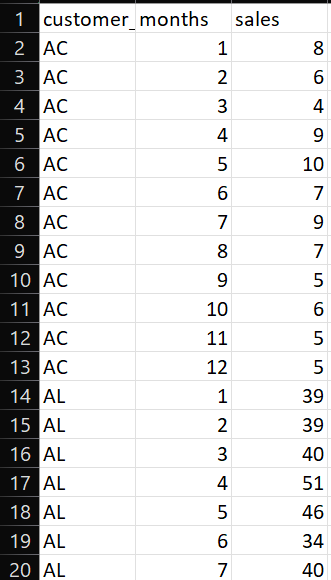 1 customer_ months sales
2 AC 1 8
3 AC 2 6
4 AC 3 4
5 AC 4 9
6 AC 5 10
7 AC 6 7
8 AC 7 9
9 AC 8 7
10 AC 9 5
11 AC 10 6
12 AC 11 5
13 AC 12 5
14 AL 1 39
15 AL 2 39
16 AL 3 40
17 AL 4 51
18 AL 5 46
19 AL 6 34
20 AL 7 40